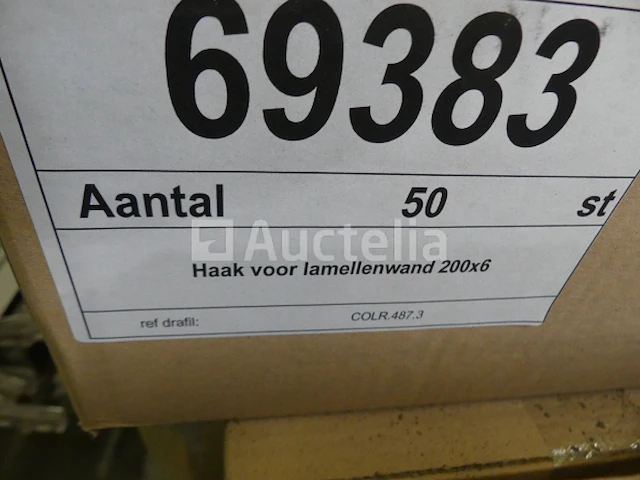 69383
Aantal 50 st
Auctelia
Haak voor lamellenwand 200x6
ref drafil: COLR.487.3